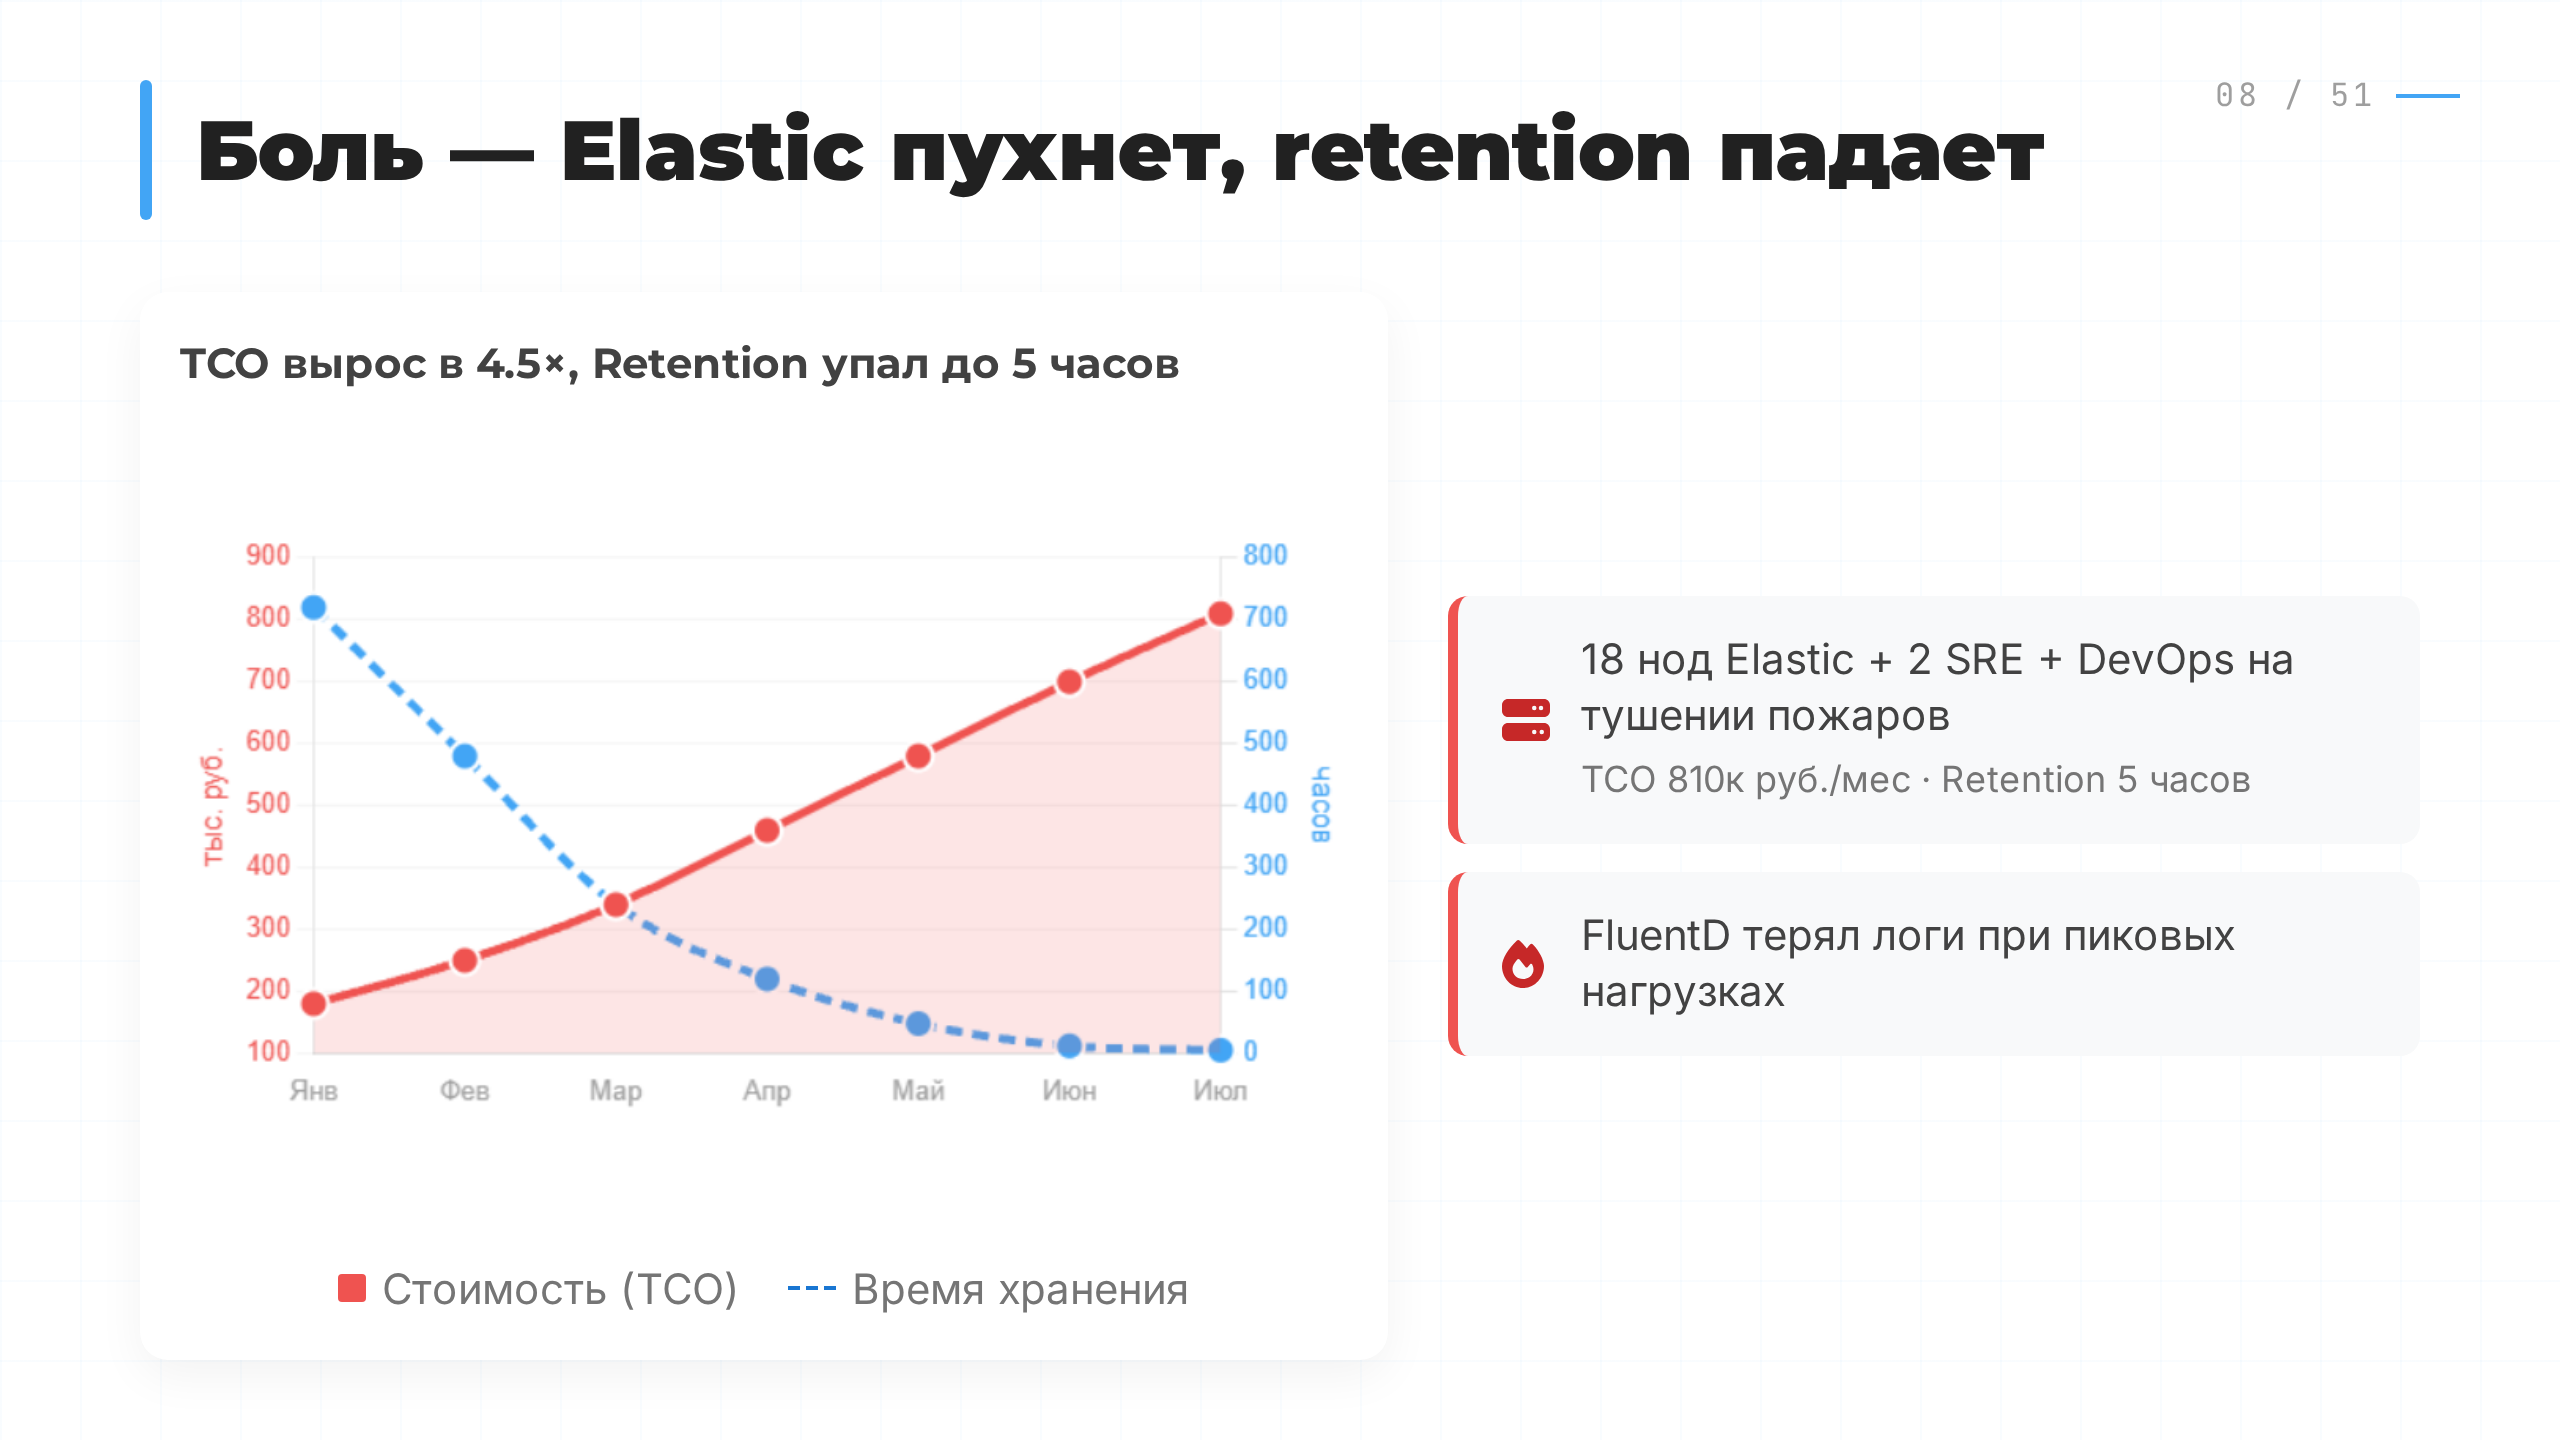 08 / 51
Боль — Elastic пухнет, retention падает
TCO вырос в 4.5×, Retention упал до 5 часов
900
800
700
600
500
400
300
200
100
тыс. руб.
800
700
600
500
400
300
200
100
0
часов
Янв Фев Мар Апр Май Июн Июл
Стоимость (TCO) Время хранения
18 нод Elastic + 2 SRE + DevOps на
тушении пожаров
TCO 810к руб./мес · Retention 5 часов
FluentD терял логи при пиковых
нагрузках